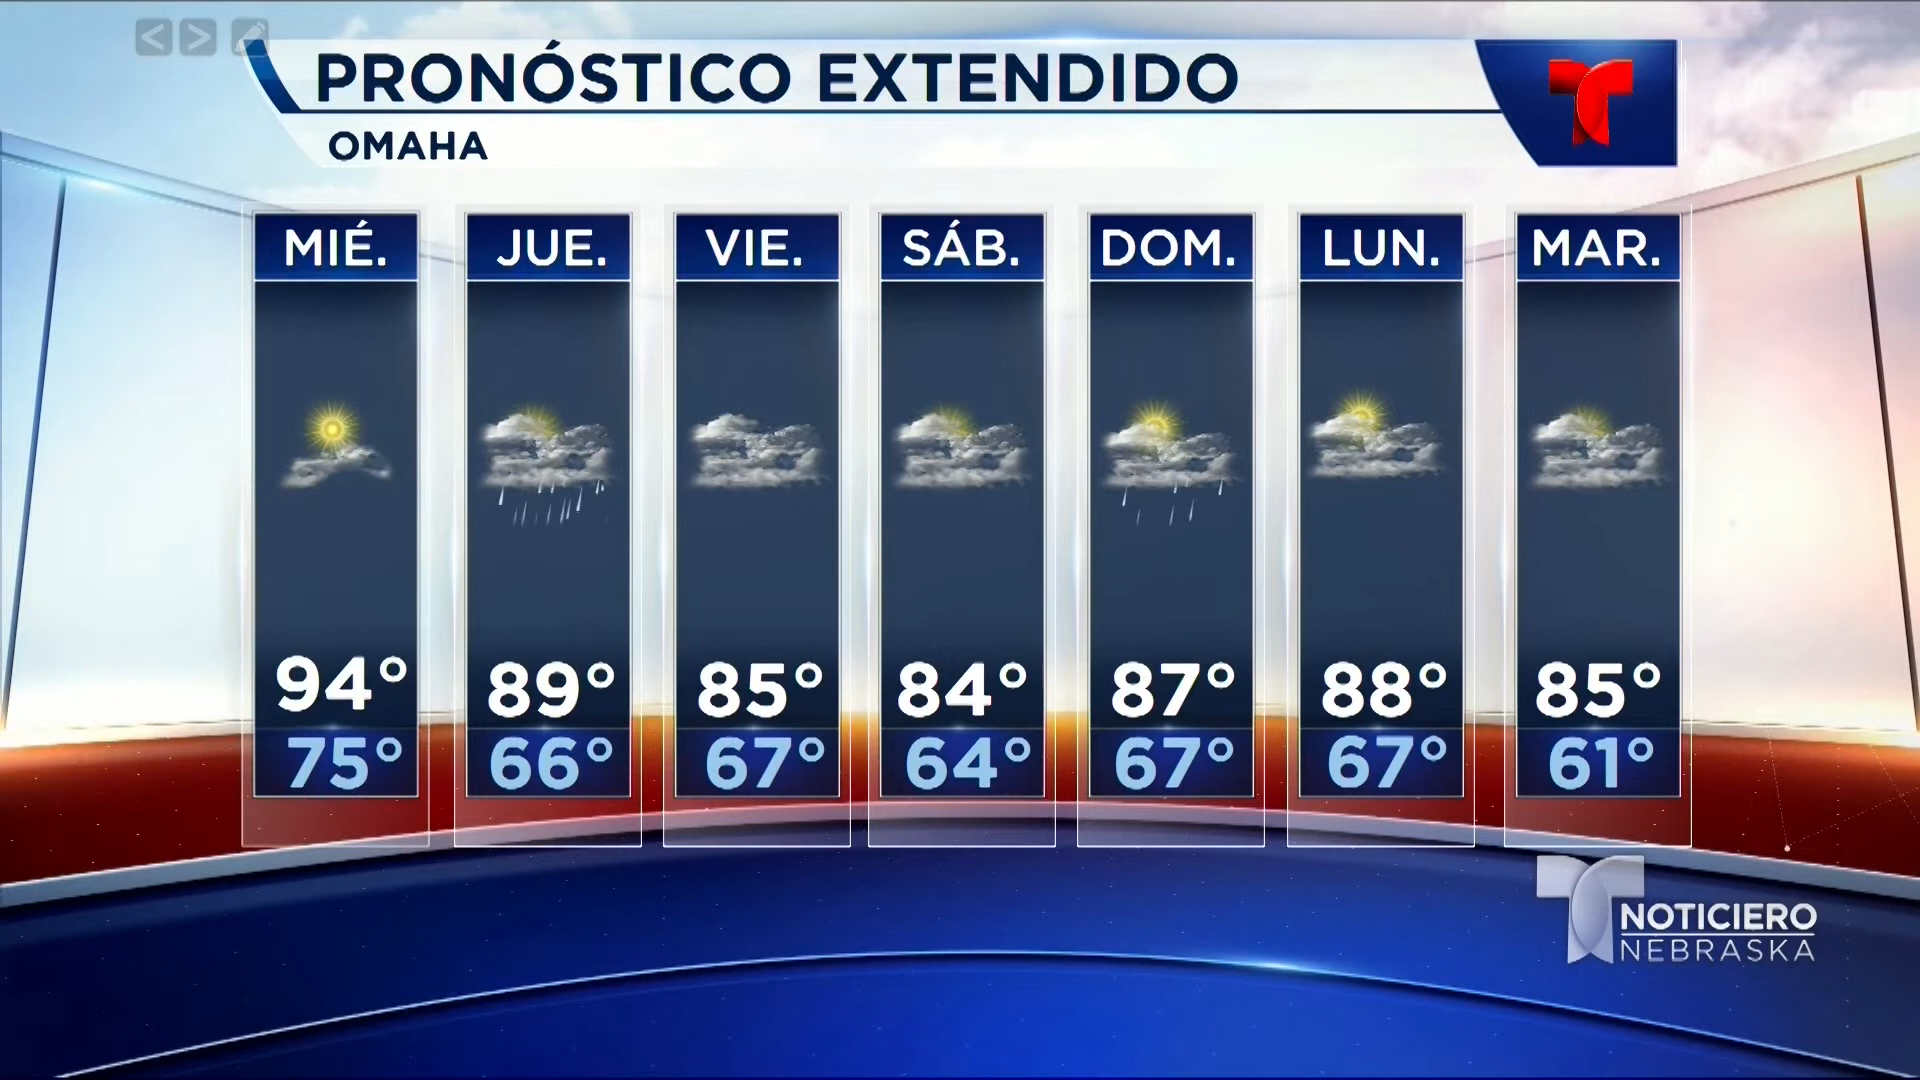 PRONÓSTICO EXTENDIDO
OMAHA
MIÉ. JUE. VIE. SÁB. DOM. LUN. MAR.
94° 89° 85° 84° 87° 88° 85°
75° 66° 67° 64° 67° 67° 61°
NOTICIERO
NEBRASKA